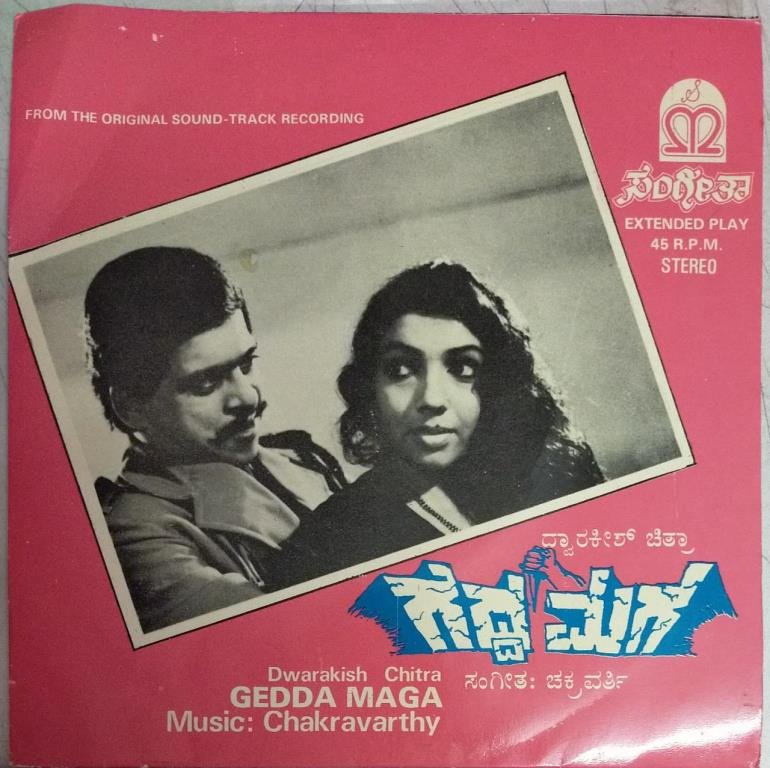 FROM THE ORIGINAL SOUND-TRACK RECORDING
S
ಸಂಗೀತಾ
EXTENDED PLAY
45 R.P.M.
STEREO
ದ್ವಾರಕೀಶ್ ಚಿತ್ರಾ
ಗೆದ್ದ ಮಗ
Dwarakish Chitra
GEDDA MAGA
Music: Chakravarthy
ಸಂಗೀತ: ಚಕ್ರವರ್ತಿ